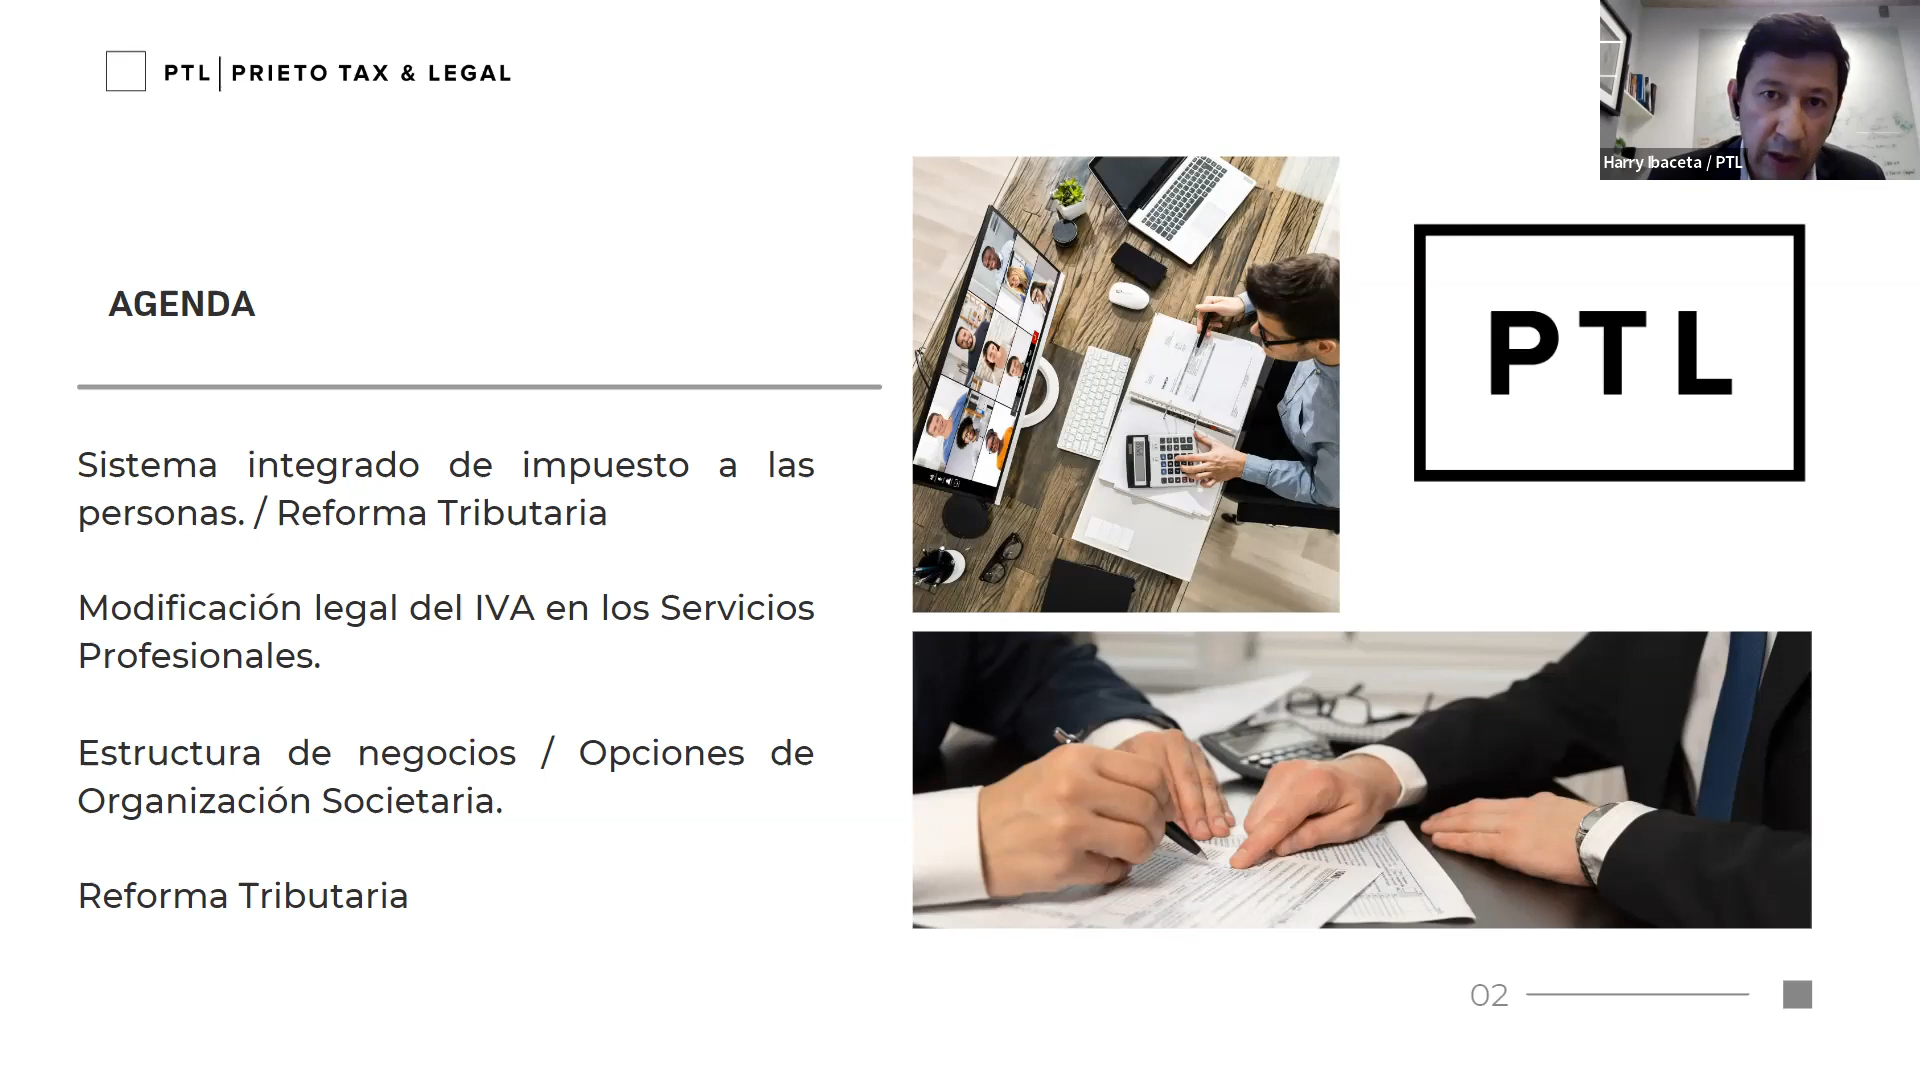 PTL | PRIETO TAX & LEGAL
Harry Ibaceta / PTL
AGENDA
PTL
Sistema integrado de impuesto a las
personas. / Reforma Tributaria
Modificación legal del IVA en los Servicios
Profesionales.
Estructura de negocios / Opciones de
Organización Societaria.
Reforma Tributaria
02